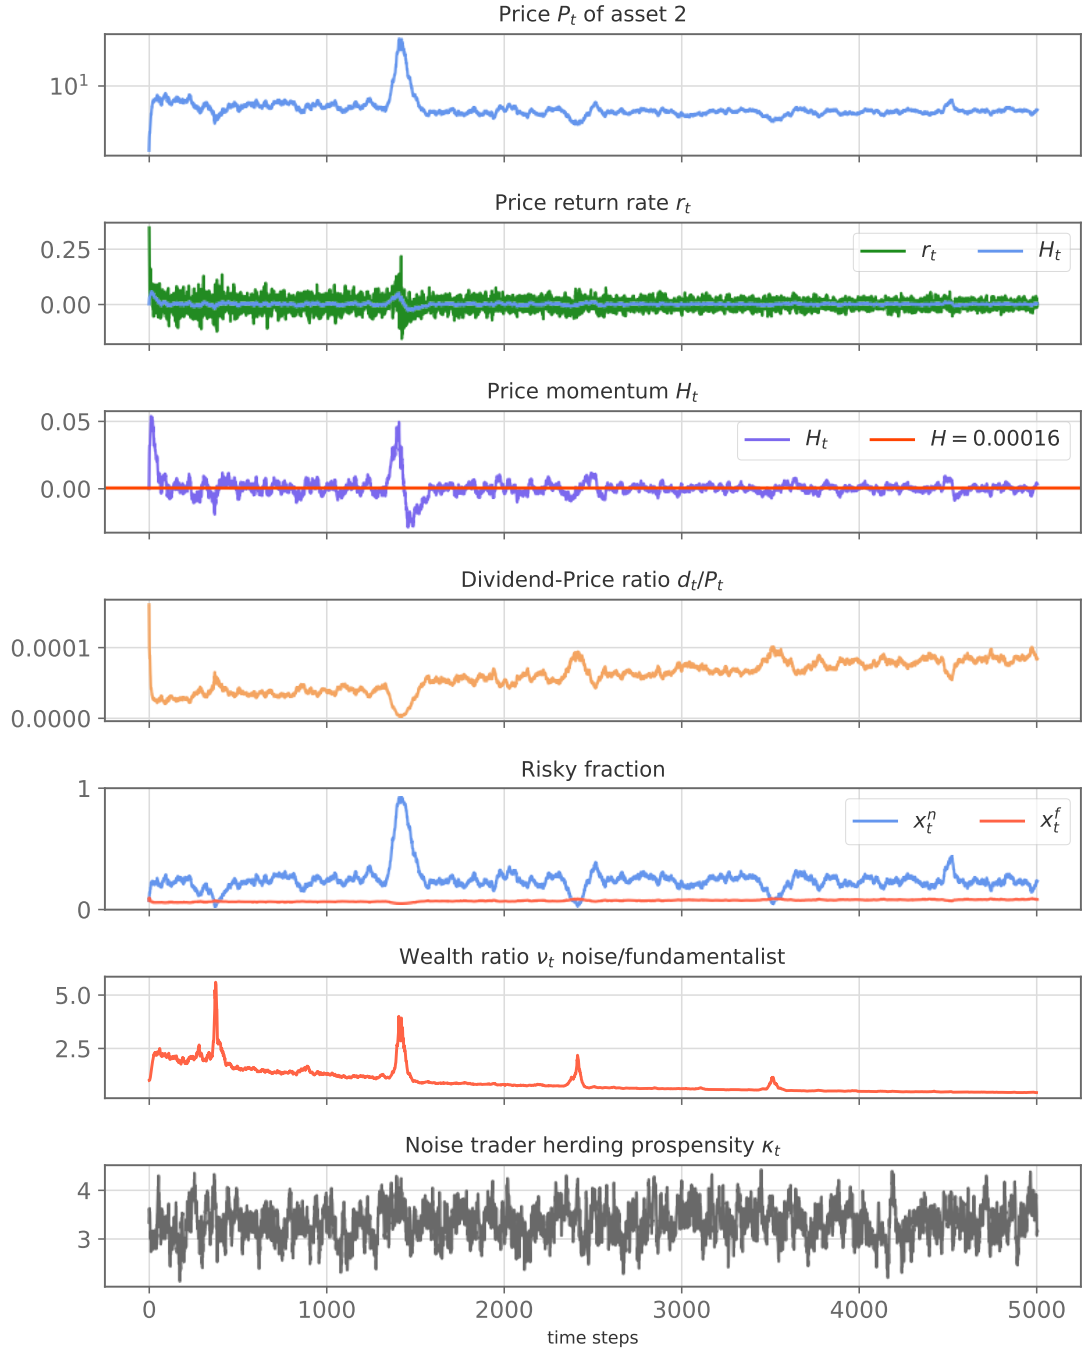 Price P_t of asset 2
10^1
Price return rate r_t
0.25
0.00
r_t H_t
Price momentum H_t
0.05
0.00
H_t H = 0.00016
Dividend-Price ratio d_t/P_t
0.0001
0.0000
Risky fraction
1
0
x_t^n x_t^f
Wealth ratio ν_t noise/fundamentalist
5.0
2.5
Noise trader herding prospensity κ_t
4
3
0 1000 2000 3000 4000 5000
time steps